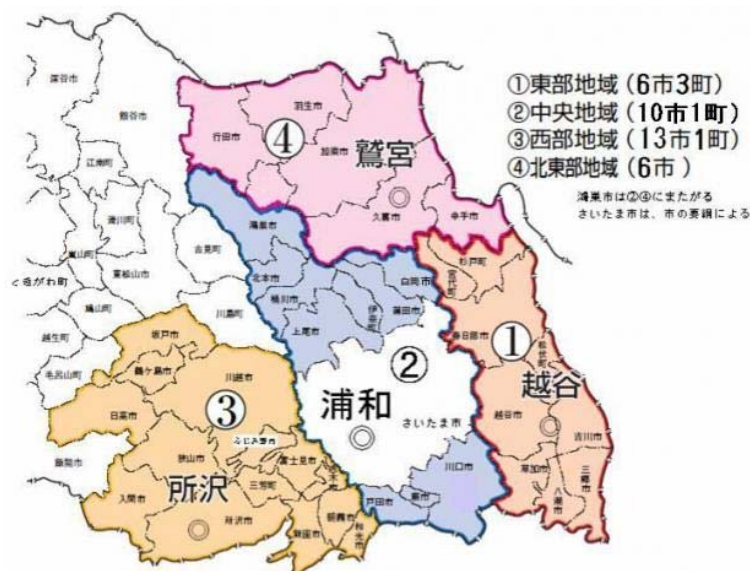 ①東部地域(6市3町)
②中央地域(10市1町)
③西部地域(13市1町)
④北東部地域(6市)
鴻巣市は②④にまたがる
さいたま市は、市の要綱による
深谷市
熊谷市
江南町
滑川町
嵐山町
吉見町
東松山市
鳩山町
川島町
越生町
毛呂山町
飯能市
羽生市
行田市
④
加須市
鷲宮
久喜市
幸手市
鴻巣市
北本市
桶川市
上尾市
伊奈町
白岡市
蓮田市
②
浦和
さいたま市
川口市
戸田市
蕨市
杉戸町
宮代町
春日部市
①
松伏町
越谷
越谷市
吉川市
草加市
八潮市
三郷市
坂戸市
鶴ヶ島市
川越市
日高市
③
ふじみ野市
狭山市
富士見市
三芳町
入間市
所沢
所沢市
新座市
朝霞市
和光市